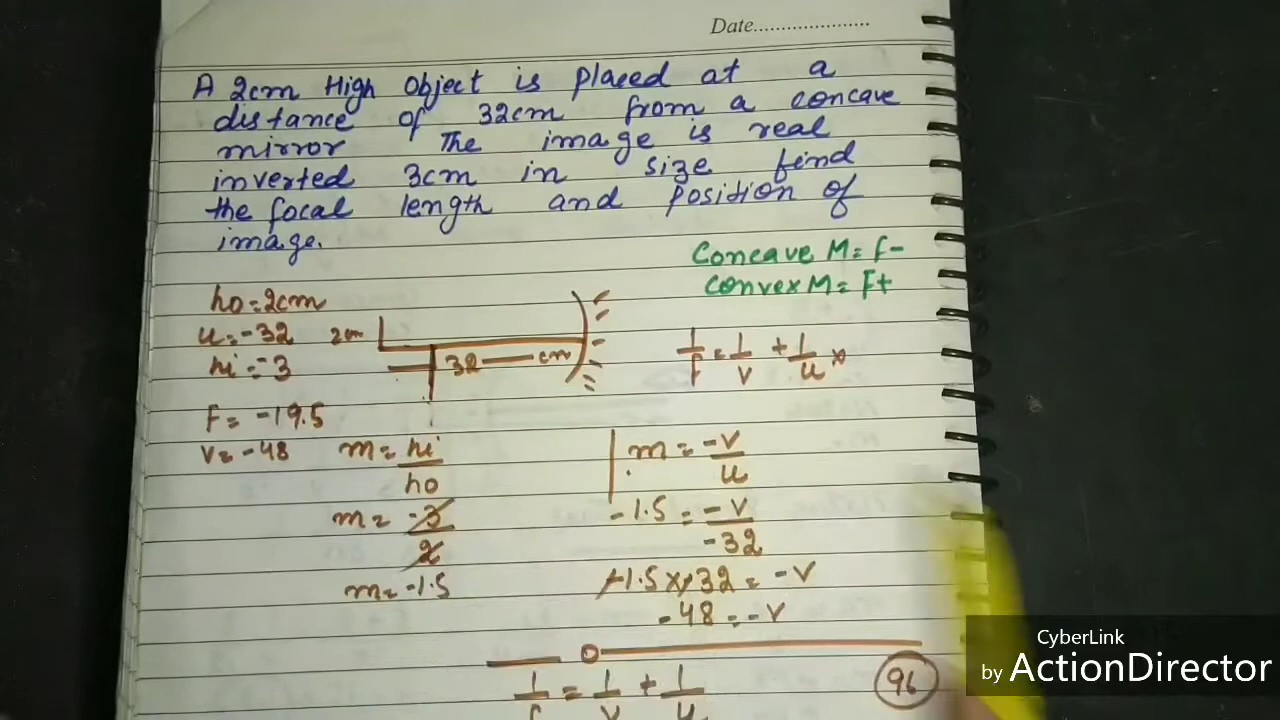 Date.....................
A 2cm High Object is placed at a
distance of 32cm from a concave
mirror The image is real
inverted 3cm in size find
the focal length and position of
image.
Concave M = f-
Convex M = F+
ho = 2cm
u = -32
hi = -3
2cm
32 cm
1/f = 1/v + 1/u
F = -19.5
v = -48
m = hi/ho
m = -3/2
m = -1.5
m = -v/u
-1.5 = -v/-32
-1.5 x -32 = -v
-48 = -v
1/f = 1/v + 1/u
96
CyberLink
by ActionDirector